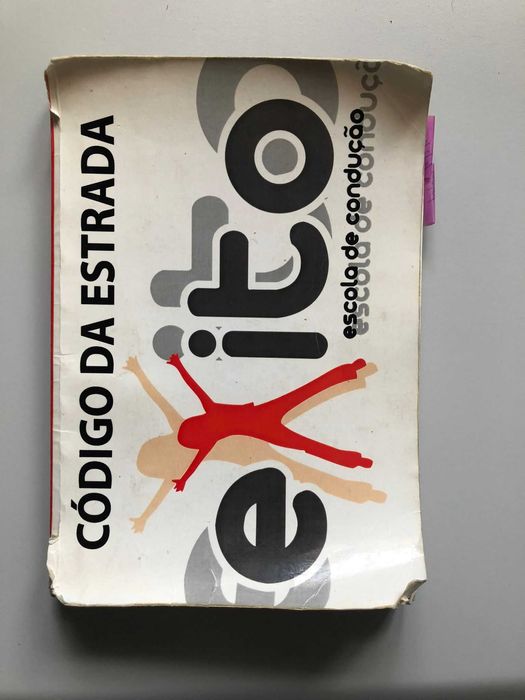 CÓDIGO DA ESTRADA
eXito
escola de condução
escola de condução